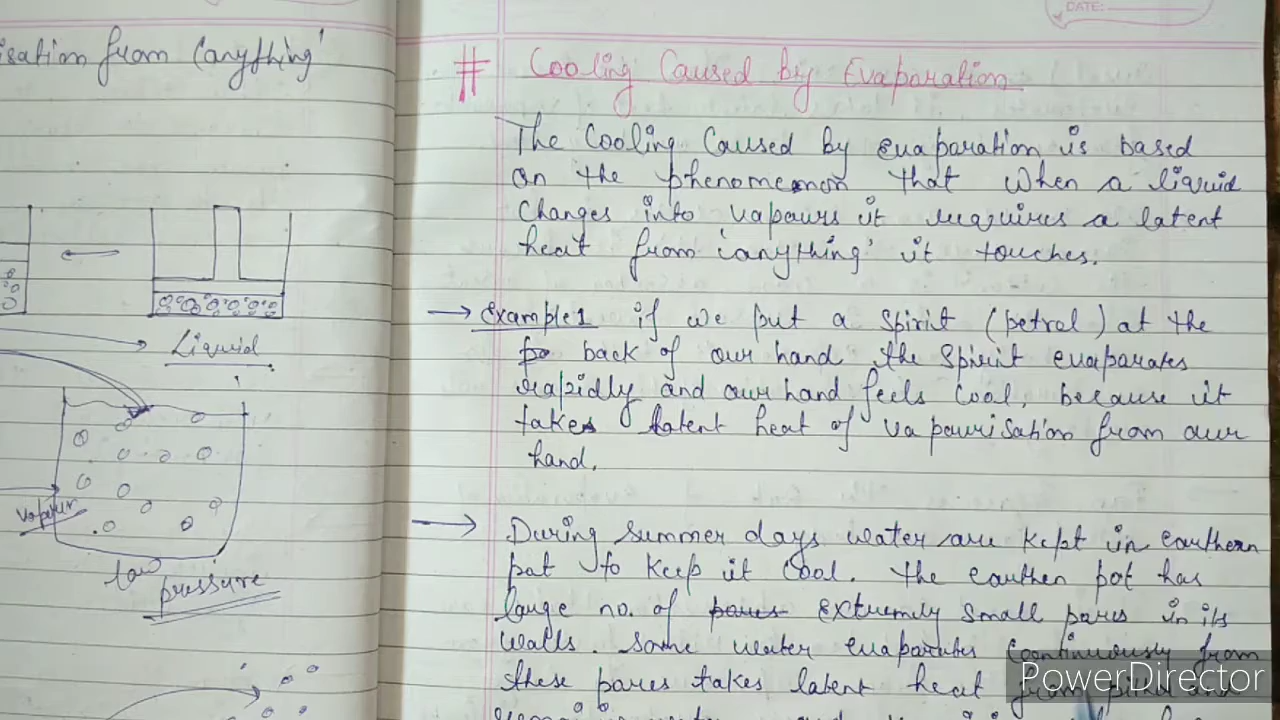 isation from 'anything'
Liquid
vapour
low
pressure
DATE:
# Cooling Caused by Evaporation
The Cooling Caused by evaporation is based
on the phenomenon that when a liquid
changes into vapours it requires a latent
heat from 'anything' it touches.
→ Example 1 if we put a spirit (petrol) at the
back of our hand the spirit evaporates
rapidly and our hand feels cool, because it
takes latent heat of vapourisation from our
hand.
→ During summer days water are kept in earthern
pot to keep it cool. The earthen pot has
large no. of pores extremly small pores in its
walls. Some water evaporates continuously from
these pores takes latent heat from
PowerDirector